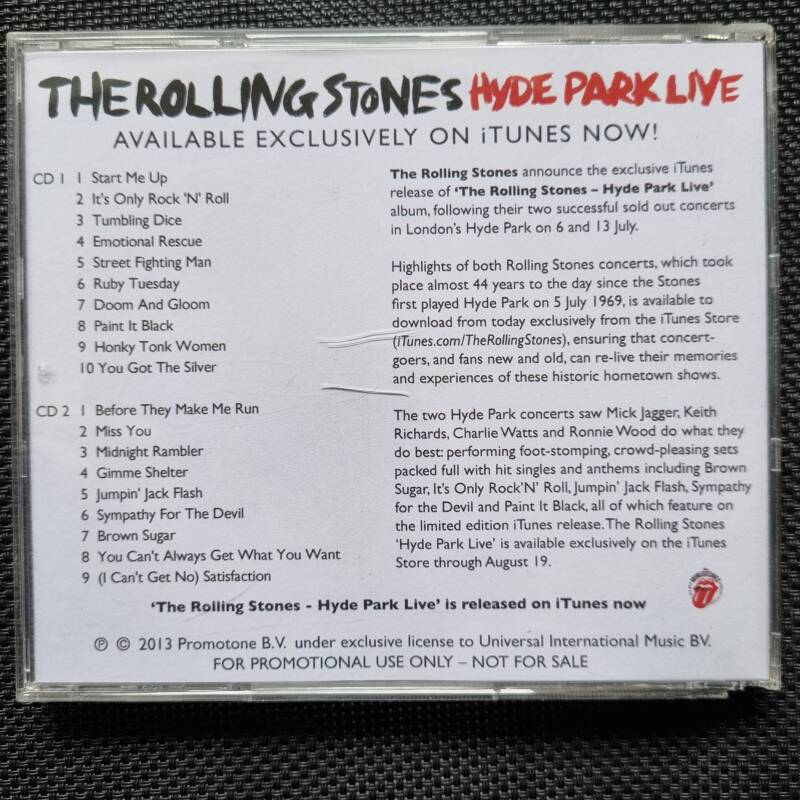 THE ROLLING STONES HYDE PARK LIVE
AVAILABLE EXCLUSIVELY ON iTUNES NOW!
CD 1 1 Start Me Up
2 It's Only Rock 'N' Roll
3 Tumbling Dice
4 Emotional Rescue
5 Street Fighting Man
6 Ruby Tuesday
7 Doom And Gloom
8 Paint It Black
9 Honky Tonk Women
10 You Got The Silver
CD 2 1 Before They Make Me Run
2 Miss You
3 Midnight Rambler
4 Gimme Shelter
5 Jumpin' Jack Flash
6 Sympathy For The Devil
7 Brown Sugar
8 You Can't Always Get What You Want
9 (I Can't Get No) Satisfaction
The Rolling Stones announce the exclusive iTunes
release of 'The Rolling Stones – Hyde Park Live'
album, following their two successful sold out concerts
in London's Hyde Park on 6 and 13 July.
Highlights of both Rolling Stones concerts, which took
place almost 44 years to the day since the Stones
first played Hyde Park on 5 July 1969, is available to
download from today exclusively from the iTunes Store
(iTunes.com/TheRollingStones), ensuring that concert-
goers, and fans new and old, can re-live their memories
and experiences of these historic hometown shows.
The two Hyde Park concerts saw Mick Jagger, Keith
Richards, Charlie Watts and Ronnie Wood do what they
do best: performing foot-stomping, crowd-pleasing sets
packed full with hit singles and anthems including Brown
Sugar, It's Only Rock'N' Roll, Jumpin' Jack Flash, Sympathy
for the Devil and Paint It Black, all of which feature on
the limited edition iTunes release. The Rolling Stones
'Hyde Park Live' is available exclusively on the iTunes
Store through August 19.
'The Rolling Stones - Hyde Park Live' is released on iTunes now
℗ © 2013 Promotone B.V. under exclusive license to Universal International Music BV.
FOR PROMOTIONAL USE ONLY – NOT FOR SALE